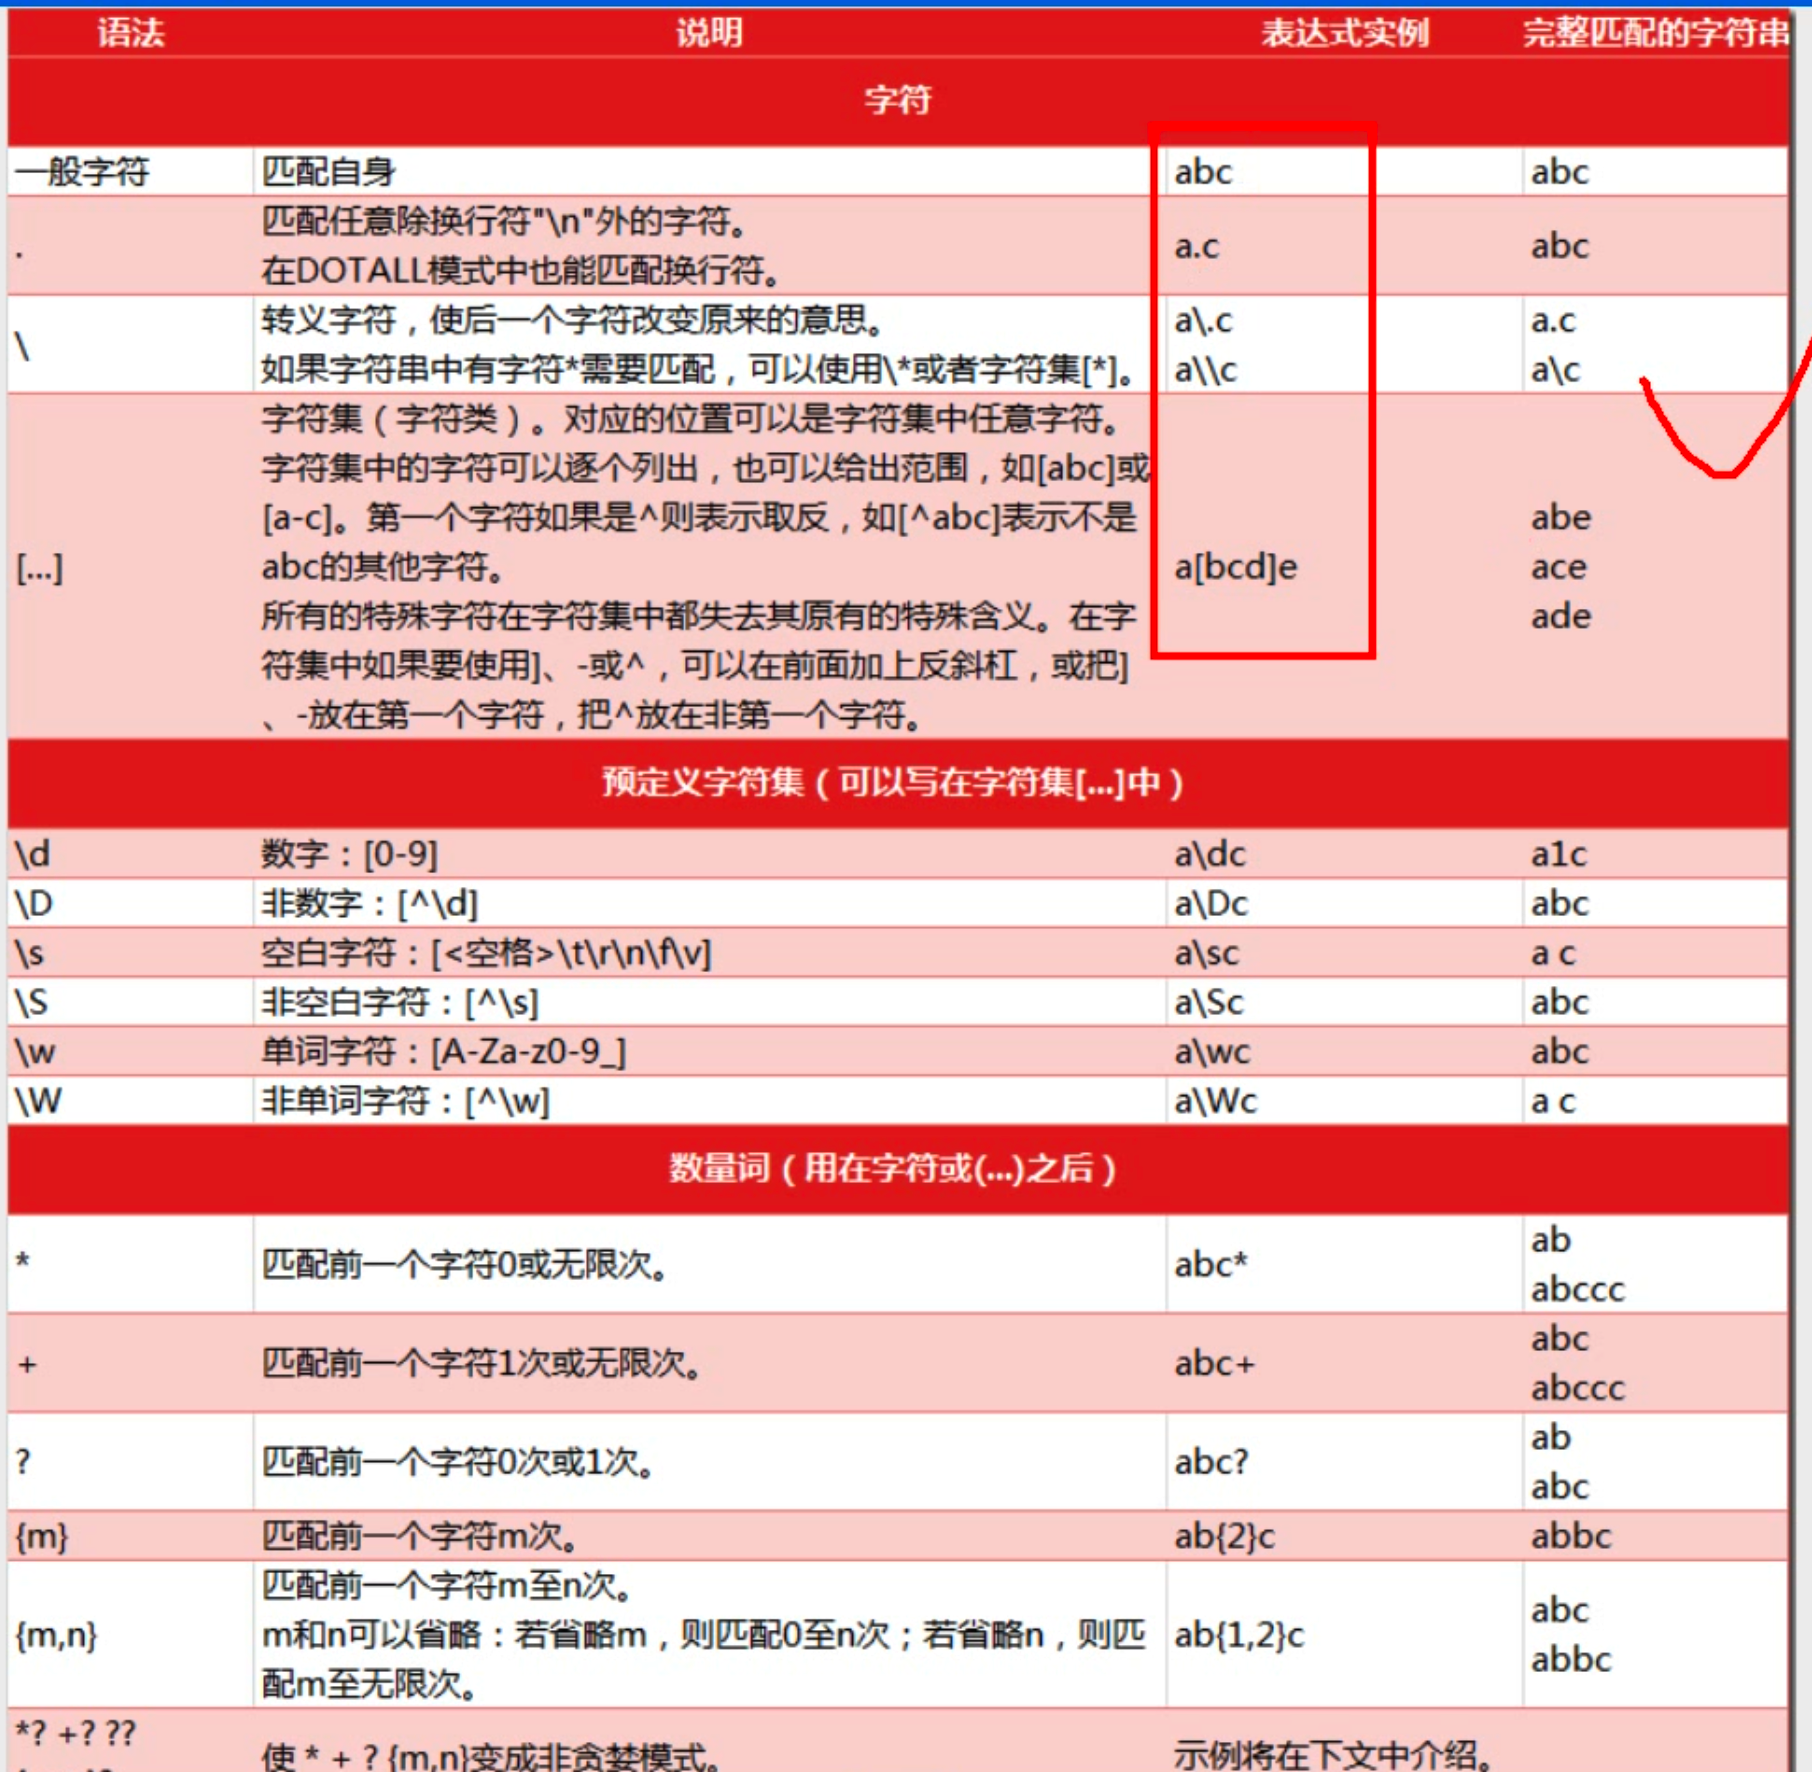 语法 说明 表达式实例 完整匹配的字符串
字符
一般字符 匹配自身 abc abc
. 匹配任意除换行符"\n"外的字符。
在DOTALL模式中也能匹配换行符。 a.c abc
\ 转义字符，使后一个字符改变原来的意思。 a\.c a.c
如果字符串中有字符*需要匹配，可以使用\*或者字符集[*]。 a\\c a\c
[...] 字符集（字符类）。对应的位置可以是字符集中任意字符。
字符集中的字符可以逐个列出，也可以给出范围，如[abc]或
[a-c]。第一个字符如果是^则表示取反，如[^abc]表示不是 abe
abc的其他字符。 a[bcd]e ace
所有的特殊字符在字符集中都失去其原有的特殊含义。在字 ade
符集中如果要使用]、-或^，可以在前面加上反斜杠，或把]
、-放在第一个字符，把^放在非第一个字符。
预定义字符集（可以写在字符集[...]中）
\d 数字：[0-9] a\dc a1c
\D 非数字：[^\d] a\Dc abc
\s 空白字符：[<空格>\t\r\n\f\v] a\sc a c
\S 非空白字符：[^\s] a\Sc abc
\w 单词字符：[A-Za-z0-9_] a\wc abc
\W 非单词字符：[^\w] a\Wc a c
数量词（用在字符或(...)之后）
* 匹配前一个字符0或无限次。 abc* ab
abccc
+ 匹配前一个字符1次或无限次。 abc+ abc
abccc
? 匹配前一个字符0次或1次。 abc? ab
abc
{m} 匹配前一个字符m次。 ab{2}c abbc
{m,n} 匹配前一个字符m至n次。
m和n可以省略：若省略m，则匹配0至n次；若省略n，则匹 ab{1,2}c abc
配m至无限次。 abbc
*? +? ??
使 * + ? {m,n}变成非贪婪模式。 示例将在下文中介绍。